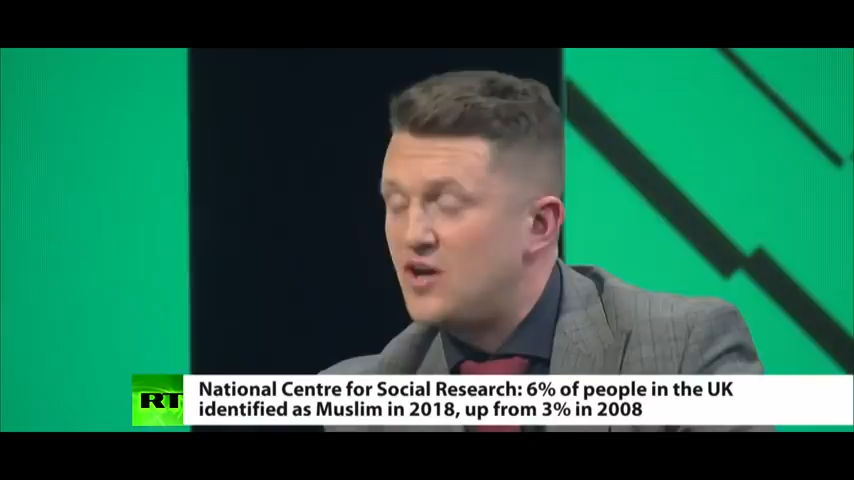 RT
National Centre for Social Research: 6% of people in the UK
identified as Muslim in 2018, up from 3% in 2008